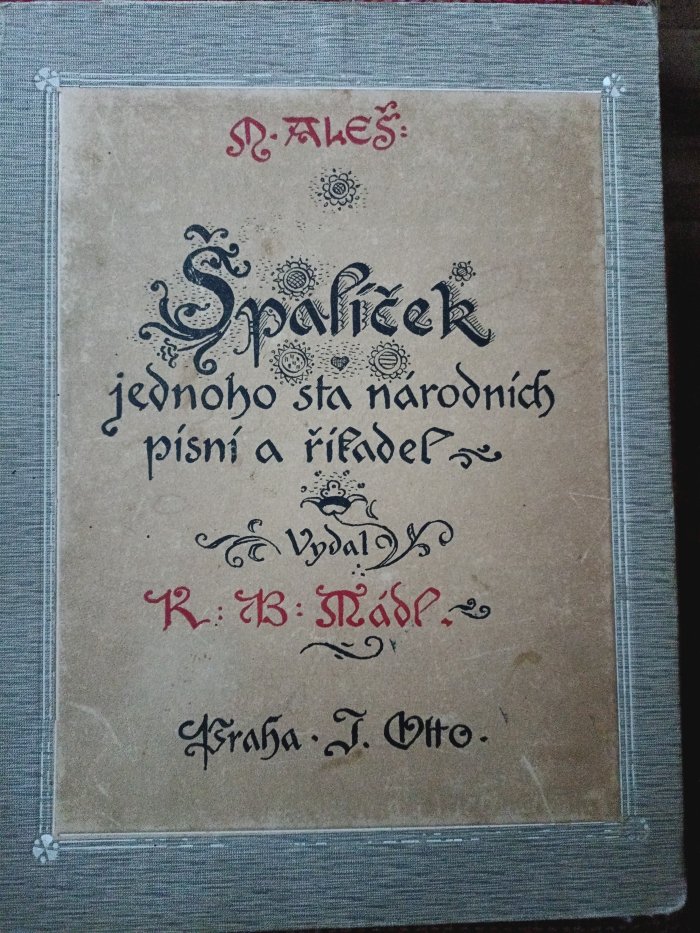 M. ALEŠ:
Špalíček
jednoho sta národních
písní a říkadel
Vydal
K: B: Mádl.
Praha. J. Otto.